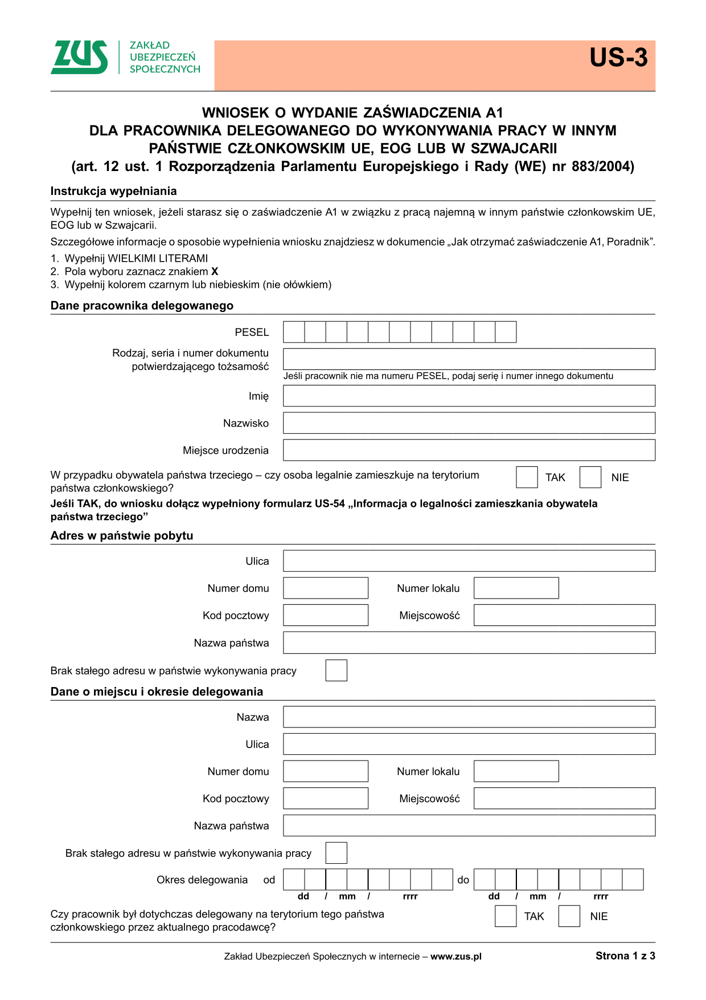 ZUS
ZAKŁAD
UBEZPIECZEŃ
SPOŁECZNYCH
US-3
WNIOSEK O WYDANIE ZAŚWIADCZENIA A1
DLA PRACOWNIKA DELEGOWANEGO DO WYKONYWANIA PRACY W INNYM
PAŃSTWIE CZŁONKOWSKIM UE, EOG LUB W SZWAJCARII
(art. 12 ust. 1 Rozporządzenia Parlamentu Europejskiego i Rady (WE) nr 883/2004)
Instrukcja wypełniania
Wypełnij ten wniosek, jeżeli starasz się o zaświadczenie A1 w związku z pracą najemną w innym państwie członkowskim UE,
EOG lub w Szwajcarii.
Szczegółowe informacje o sposobie wypełnienia wniosku znajdziesz w dokumencie „Jak otrzymać zaświadczenie A1, Poradnik”.
1. Wypełnij WIELKIMI LITERAMI
2. Pola wyboru zaznacz znakiem X
3. Wypełnij kolorem czarnym lub niebieskim (nie ołówkiem)
Dane pracownika delegowanego
PESEL
Rodzaj, seria i numer dokumentu
potwierdzającego tożsamość
Jeśli pracownik nie ma numeru PESEL, podaj serię i numer innego dokumentu
Imię
Nazwisko
Miejsce urodzenia
W przypadku obywatela państwa trzeciego – czy osoba legalnie zamieszkuje na terytorium
państwa członkowskiego?
TAK NIE
Jeśli TAK, do wniosku dołącz wypełniony formularz US-54 „Informacja o legalności zamieszkania obywatela
państwa trzeciego”
Adres w państwie pobytu
Ulica
Numer domu Numer lokalu
Kod pocztowy Miejscowość
Nazwa państwa
Brak stałego adresu w państwie wykonywania pracy
Dane o miejscu i okresie delegowania
Nazwa
Ulica
Numer domu Numer lokalu
Kod pocztowy Miejscowość
Nazwa państwa
Brak stałego adresu w państwie wykonywania pracy
Okres delegowania od do
dd / mm / rrrr dd / mm / rrrr
Czy pracownik był dotychczas delegowany na terytorium tego państwa
członkowskiego przez aktualnego pracodawcę?
TAK NIE
Zakład Ubezpieczeń Społecznych w internecie – www.zus.pl Strona 1 z 3